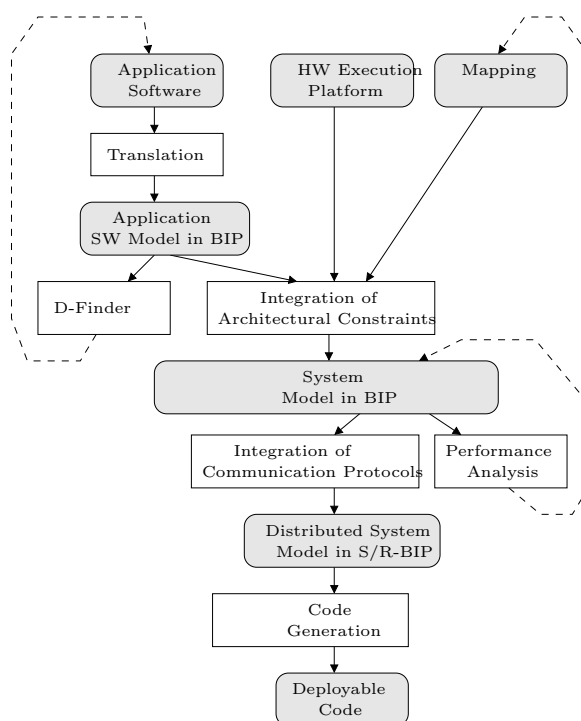 Application
Software
HW Execution
Platform
Mapping
Translation
Application
SW Model in BIP
D-Finder
Integration of
Architectural Constraints
System
Model in BIP
Integration of
Communication Protocols
Performance
Analysis
Distributed System
Model in S/R-BIP
Code
Generation
Deployable
Code